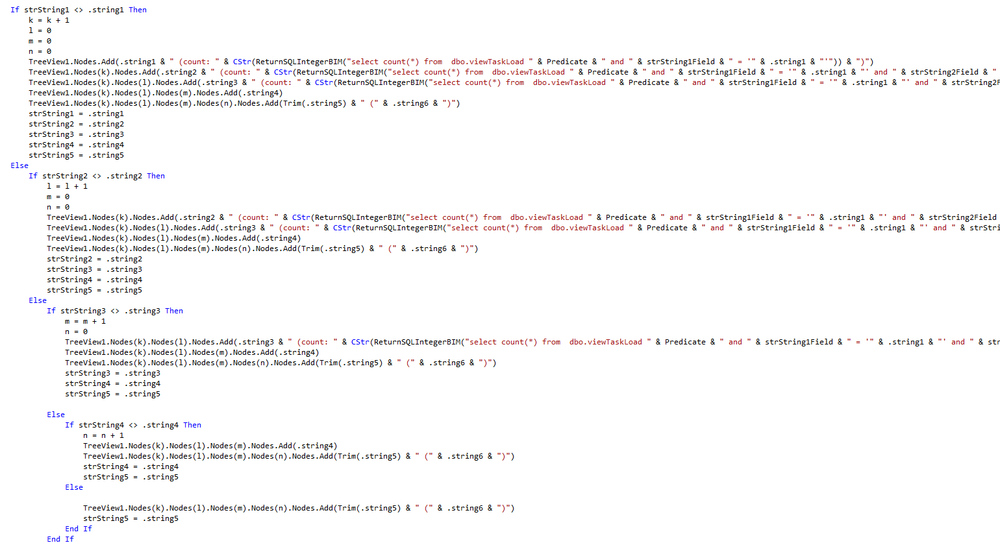 If strString1 <> .string1 Then
    k = k + 1
    l = 0
    m = 0
    n = 0
    TreeView1.Nodes.Add(.string1 & " (count: " & CStr(ReturnSQLIntegerBIM("select count(*) from  dbo.viewTaskLoad " & Predicate & " and " & strString1Field & " = '" & .string1 & "'")) & ")")
    TreeView1.Nodes(k).Nodes.Add(.string2 & " (count: " & CStr(ReturnSQLIntegerBIM("select count(*) from  dbo.viewTaskLoad " & Predicate & " and " & strString1Field & " = '" & .string1 & "' and " & strString2Field & "
    TreeView1.Nodes(k).Nodes(l).Nodes.Add(.string3 & " (count: " & CStr(ReturnSQLIntegerBIM("select count(*) from  dbo.viewTaskLoad " & Predicate & " and " & strString1Field & " = '" & .string1 & "' and " & strString2F
    TreeView1.Nodes(k).Nodes(l).Nodes(m).Nodes.Add(.string4)
    TreeView1.Nodes(k).Nodes(l).Nodes(m).Nodes(n).Nodes.Add(Trim(.string5) & " (" & .string6 & ")")
    strString1 = .string1
    strString2 = .string2
    strString3 = .string3
    strString4 = .string4
    strString5 = .string5
Else
    If strString2 <> .string2 Then
        l = l + 1
        m = 0
        n = 0
        TreeView1.Nodes(k).Nodes.Add(.string2 & " (count: " & CStr(ReturnSQLIntegerBIM("select count(*) from  dbo.viewTaskLoad " & Predicate & " and " & strString1Field & " = '" & .string1 & "' and " & strString2Field
        TreeView1.Nodes(k).Nodes(l).Nodes.Add(.string3 & " (count: " & CStr(ReturnSQLIntegerBIM("select count(*) from  dbo.viewTaskLoad " & Predicate & " and " & strString1Field & " = '" & .string1 & "' and " & strStri
        TreeView1.Nodes(k).Nodes(l).Nodes(m).Nodes.Add(.string4)
        TreeView1.Nodes(k).Nodes(l).Nodes(m).Nodes(n).Nodes.Add(Trim(.string5) & " (" & .string6 & ")")
        strString2 = .string2
        strString3 = .string3
        strString4 = .string4
        strString5 = .string5
    Else
        If strString3 <> .string3 Then
            m = m + 1
            n = 0
            TreeView1.Nodes(k).Nodes(l).Nodes.Add(.string3 & " (count: " & CStr(ReturnSQLIntegerBIM("select count(*) from  dbo.viewTaskLoad " & Predicate & " and " & strString1Field & " = '" & .string1 & "' and " & str
            TreeView1.Nodes(k).Nodes(l).Nodes(m).Nodes.Add(.string4)
            TreeView1.Nodes(k).Nodes(l).Nodes(m).Nodes(n).Nodes.Add(Trim(.string5) & " (" & .string6 & ")")
            strString3 = .string3
            strString4 = .string4
            strString5 = .string5

        Else
            If strString4 <> .string4 Then
                n = n + 1
                TreeView1.Nodes(k).Nodes(l).Nodes(m).Nodes.Add(.string4)
                TreeView1.Nodes(k).Nodes(l).Nodes(m).Nodes(n).Nodes.Add(Trim(.string5) & " (" & .string6 & ")")
                strString4 = .string4
                strString5 = .string5
            Else

                TreeView1.Nodes(k).Nodes(l).Nodes(m).Nodes(n).Nodes.Add(Trim(.string5) & " (" & .string6 & ")")
                strString5 = .string5
            End If
        End If